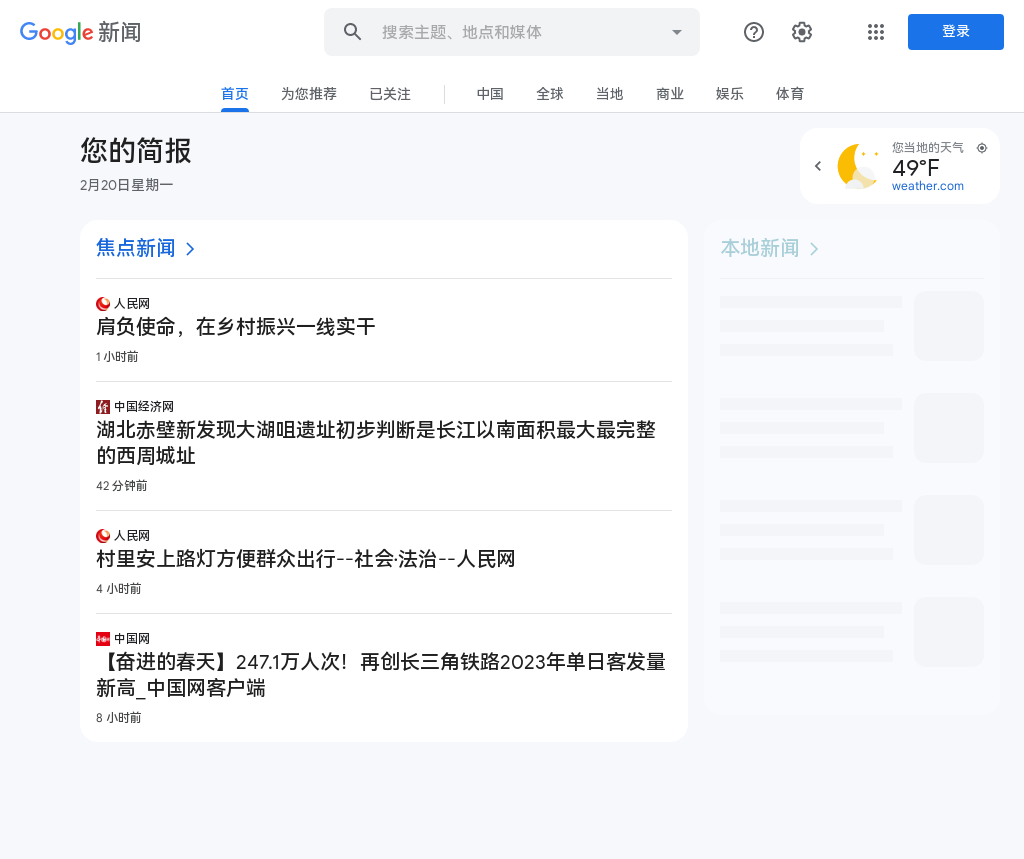 Google 新闻
搜索主题、地点和媒体
登录
首页
为您推荐
已关注
中国
全球
当地
商业
娱乐
体育
您的简报
2月20日星期一
您当地的天气
49°F
weather.com
焦点新闻
人民网
肩负使命，在乡村振兴一线实干
1 小时前
中国经济网
湖北赤壁新发现大湖咀遗址初步判断是长江以南面积最大最完整
的西周城址
42 分钟前
人民网
村里安上路灯方便群众出行--社会·法治--人民网
4 小时前
中国网
【奋进的春天】247.1万人次！再创长三角铁路2023年单日客发量
新高_中国网客户端
8 小时前
本地新闻